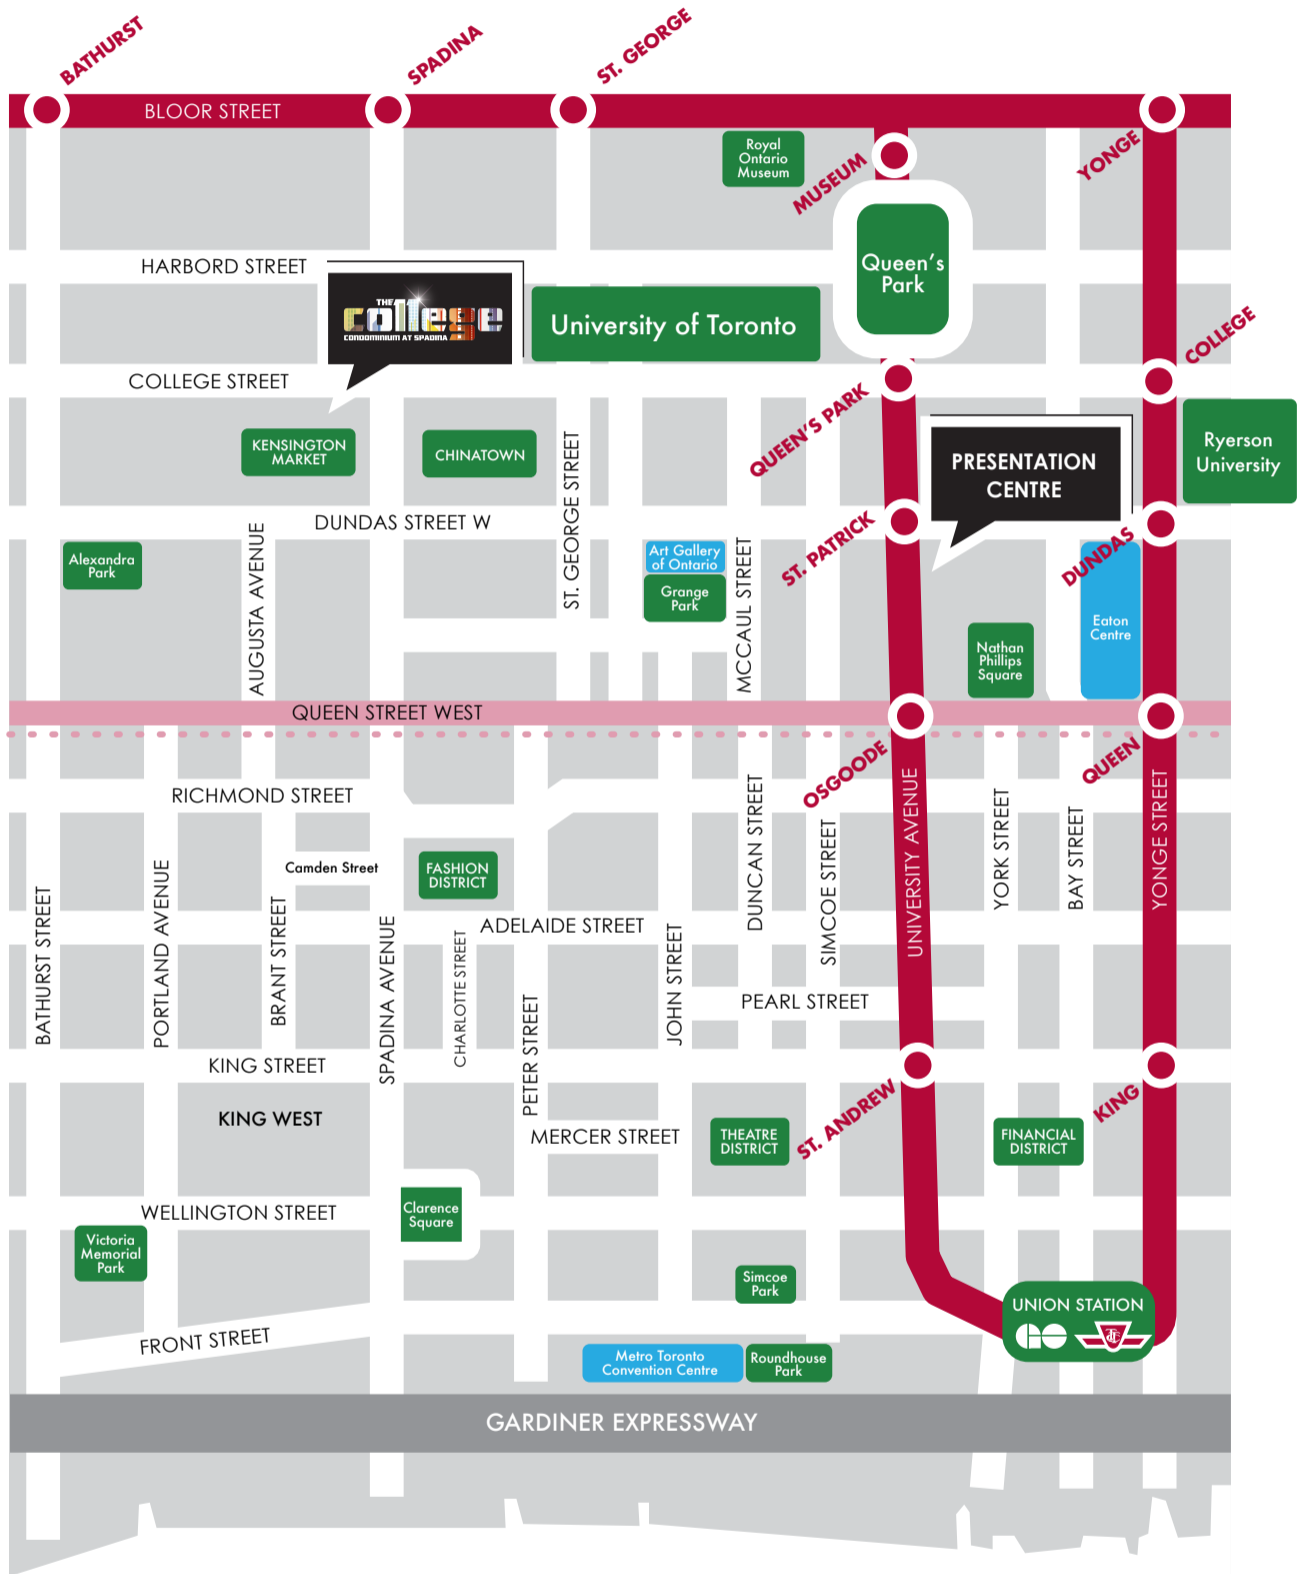 BATHURST
SPADINA
ST. GEORGE
BLOOR STREET
Royal
Ontario
Museum
MUSEUM
YONGE
HARBORD STREET
Queen's
Park
THE
college
CONDOMINIUM AT SPADINA
University of Toronto
COLLEGE
COLLEGE STREET
QUEEN'S PARK
KENSINGTON
MARKET
CHINATOWN
PRESENTATION
CENTRE
Ryerson
University
ST. GEORGE STREET
DUNDAS STREET W
ST. PATRICK
DUNDAS
Alexandra
Park
AUGUSTA AVENUE
Art Gallery
of Ontario
Grange
Park
MCCAUL STREET
Eaton
Centre
Nathan
Phillips
Square
QUEEN STREET WEST
OSGOODE
QUEEN
RICHMOND STREET
UNIVERSITY AVENUE
YONGE STREET
DUNCAN STREET
SIMCOE STREET
YORK STREET
BAY STREET
Camden Street
FASHION
DISTRICT
BATHURST STREET
PORTLAND AVENUE
BRANT STREET
SPADINA AVENUE
ADELAIDE STREET
CHARLOTTE STREET
JOHN STREET
PETER STREET
PEARL STREET
KING STREET
KING WEST
MERCER STREET
THEATRE
DISTRICT
ST. ANDREW
FINANCIAL
DISTRICT
KING
WELLINGTON STREET
Clarence
Square
Victoria
Memorial
Park
Simcoe
Park
UNION STATION
GO
TTC
FRONT STREET
Metro Toronto
Convention Centre
Roundhouse
Park
GARDINER EXPRESSWAY